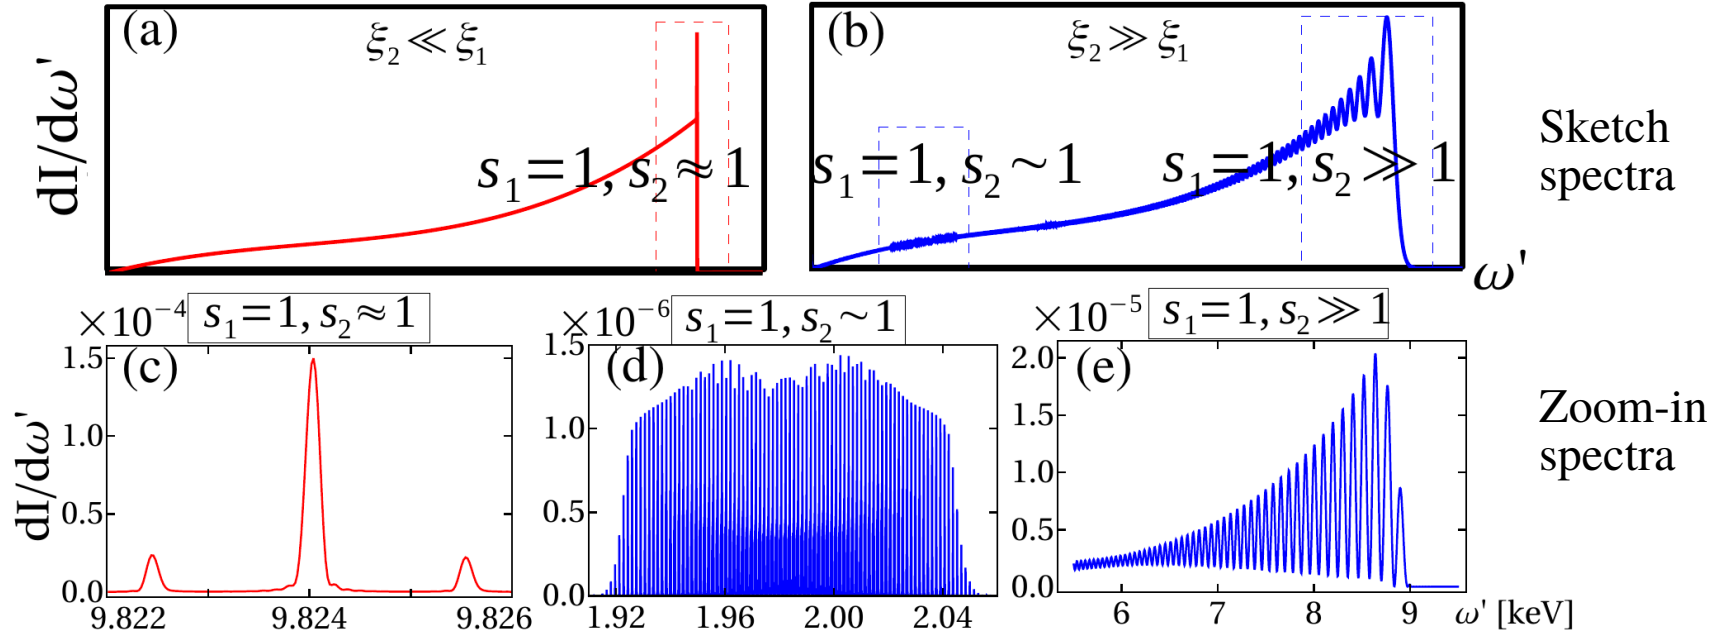 (a)
ξ₂ ≪ ξ₁
s₁=1, s₂≈1
dI/dω'
(b)
ξ₂ ≫ ξ₁
s₁=1, s₂~1
s₁=1, s₂≫1
ω'
Sketch
spectra
×10⁻⁴
s₁=1, s₂≈1
(c)
dI/dω'
1.5
1.0
0.5
0.0
9.822 9.824 9.826
×10⁻⁶
s₁=1, s₂~1
(d)
1.5
1.0
0.5
0.0
1.92 1.96 2.00 2.04
×10⁻⁵
s₁=1, s₂≫1
(e)
2.0
1.5
1.0
0.5
0.0
6 7 8 9 ω' [keV]
Zoom-in
spectra